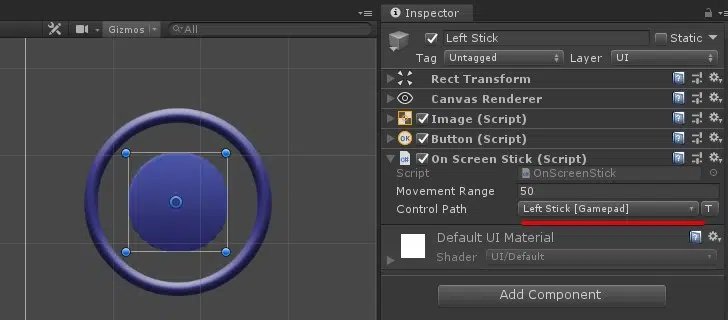 Gizmos
All
Inspector
Left Stick
Static
Tag Untagged Layer UI
Rect Transform
Canvas Renderer
Image (Script)
OK Button (Script)
C# On Screen Stick (Script)
Script OnScreenStick
Movement Range 50
Control Path Left Stick [Gamepad] T
Default UI Material
Shader UI/Default
Add Component